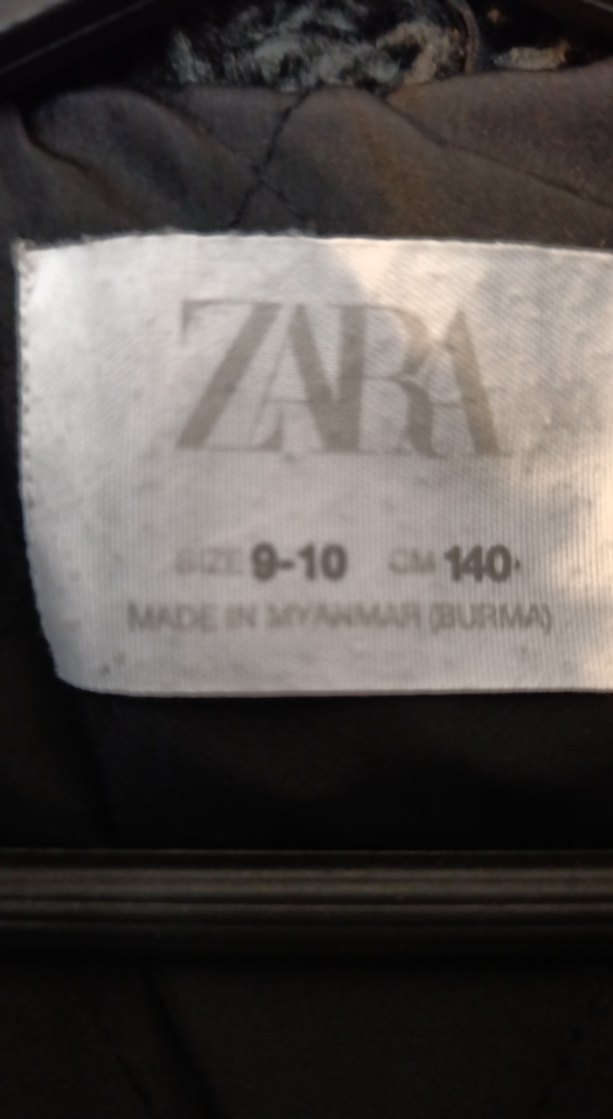 ZARA
SIZE 9-10 CM 140
MADE IN MYANMAR (BURMA)